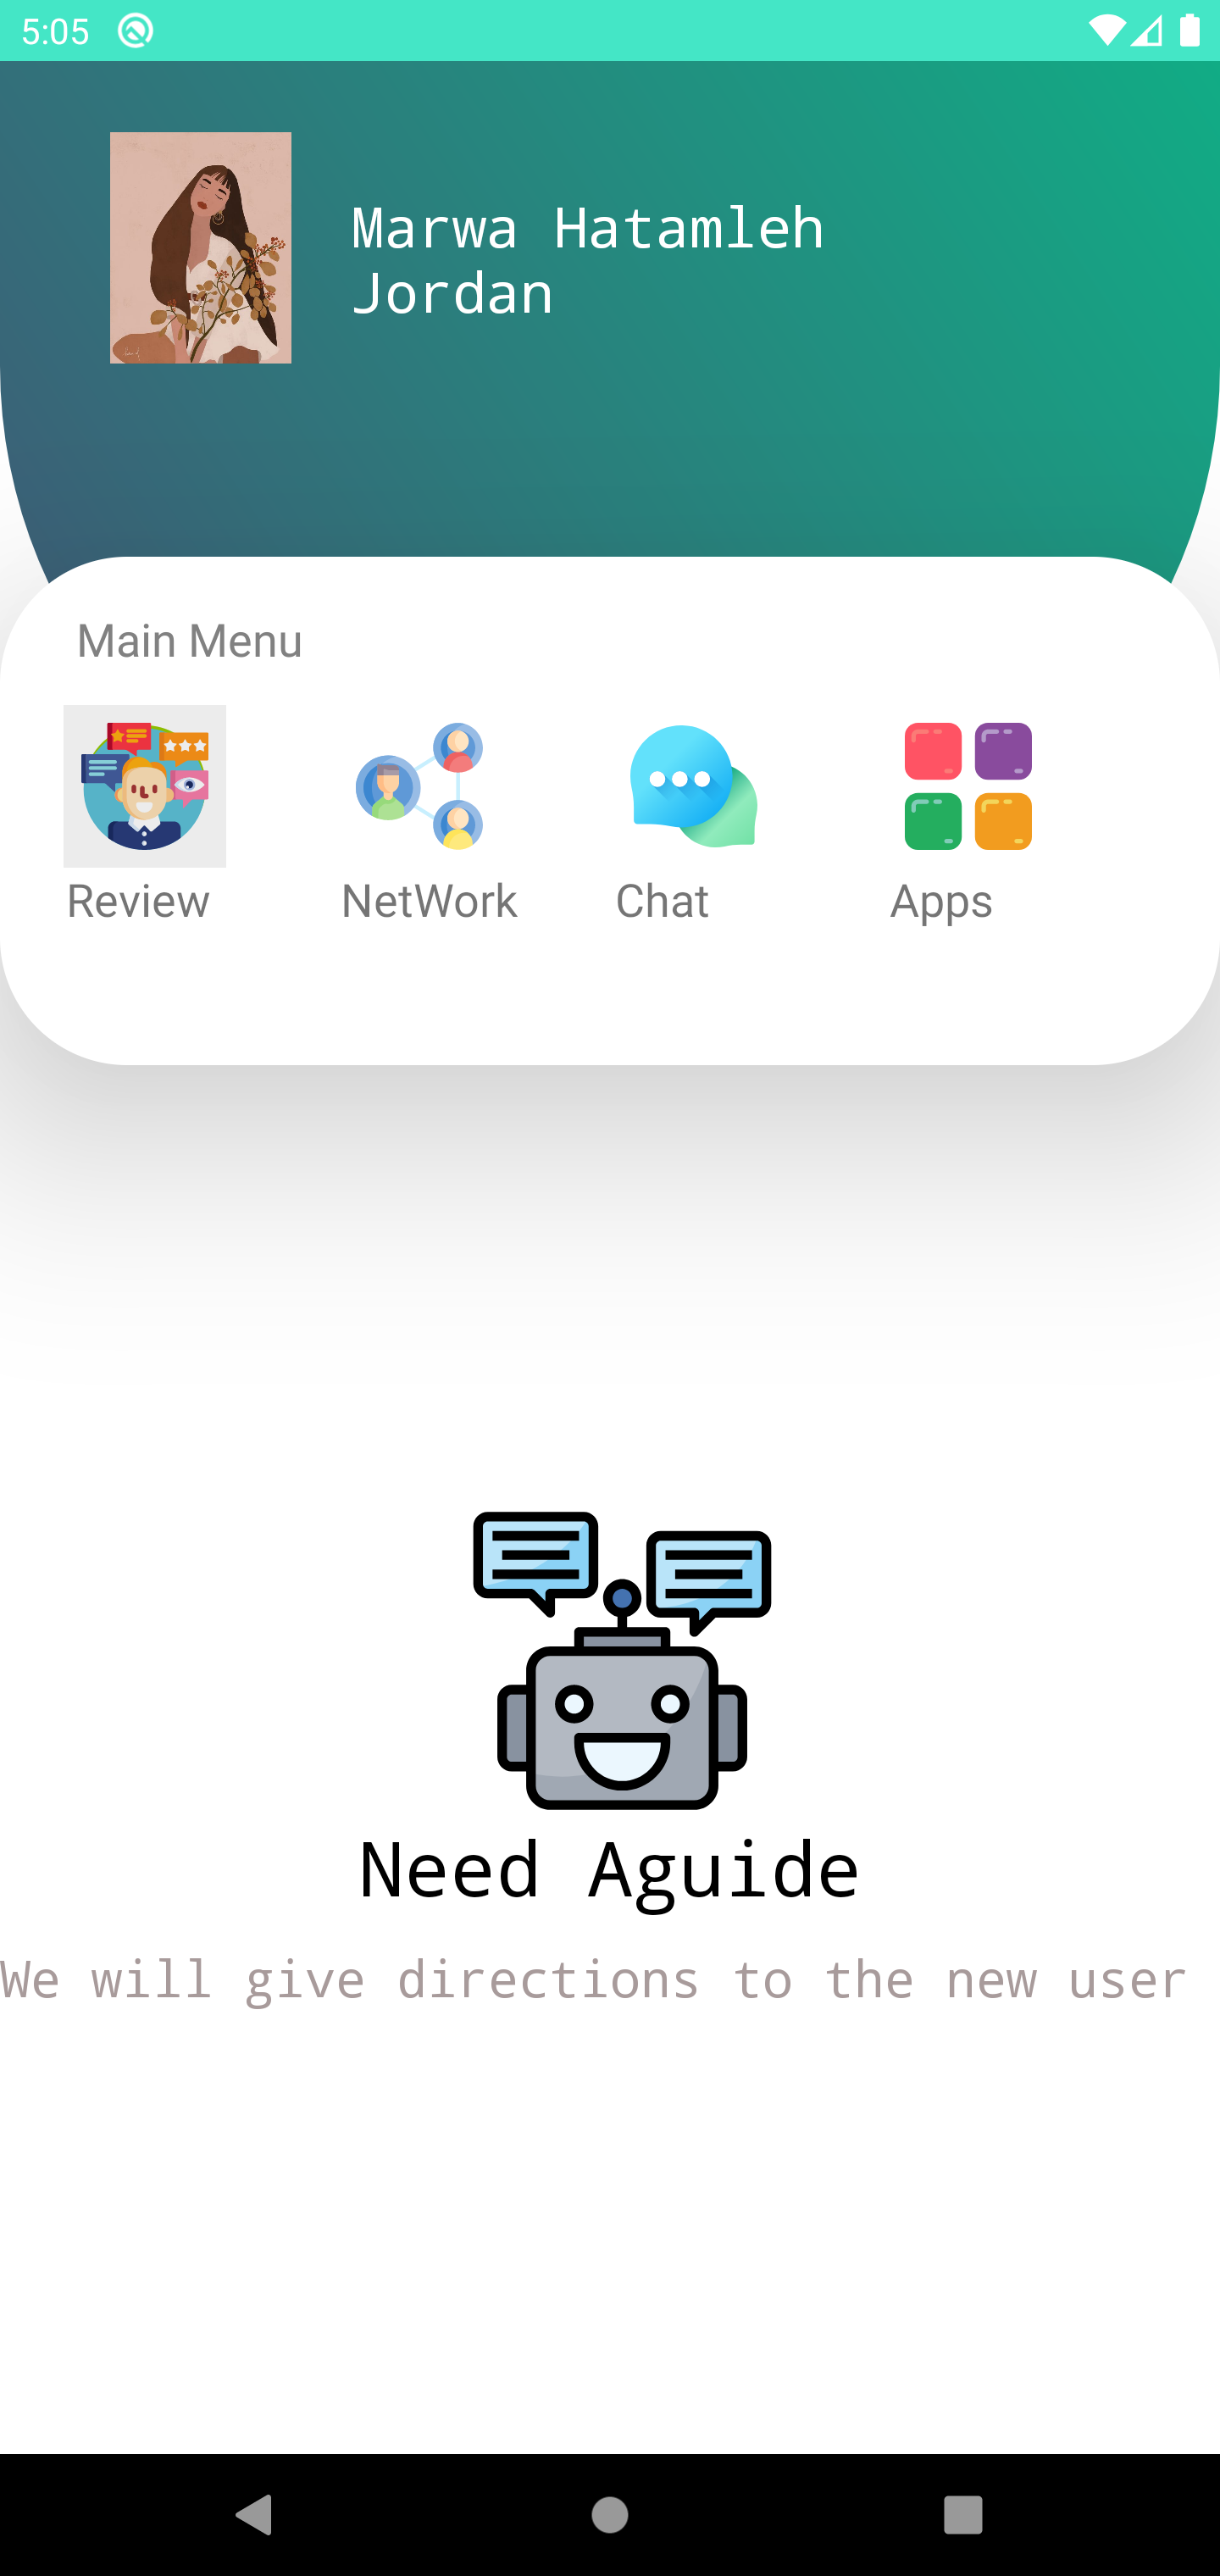 5:05
Marwa Hatamleh
Jordan
Main Menu
Review NetWork Chat Apps
Need Aguide
We will give directions to the new user